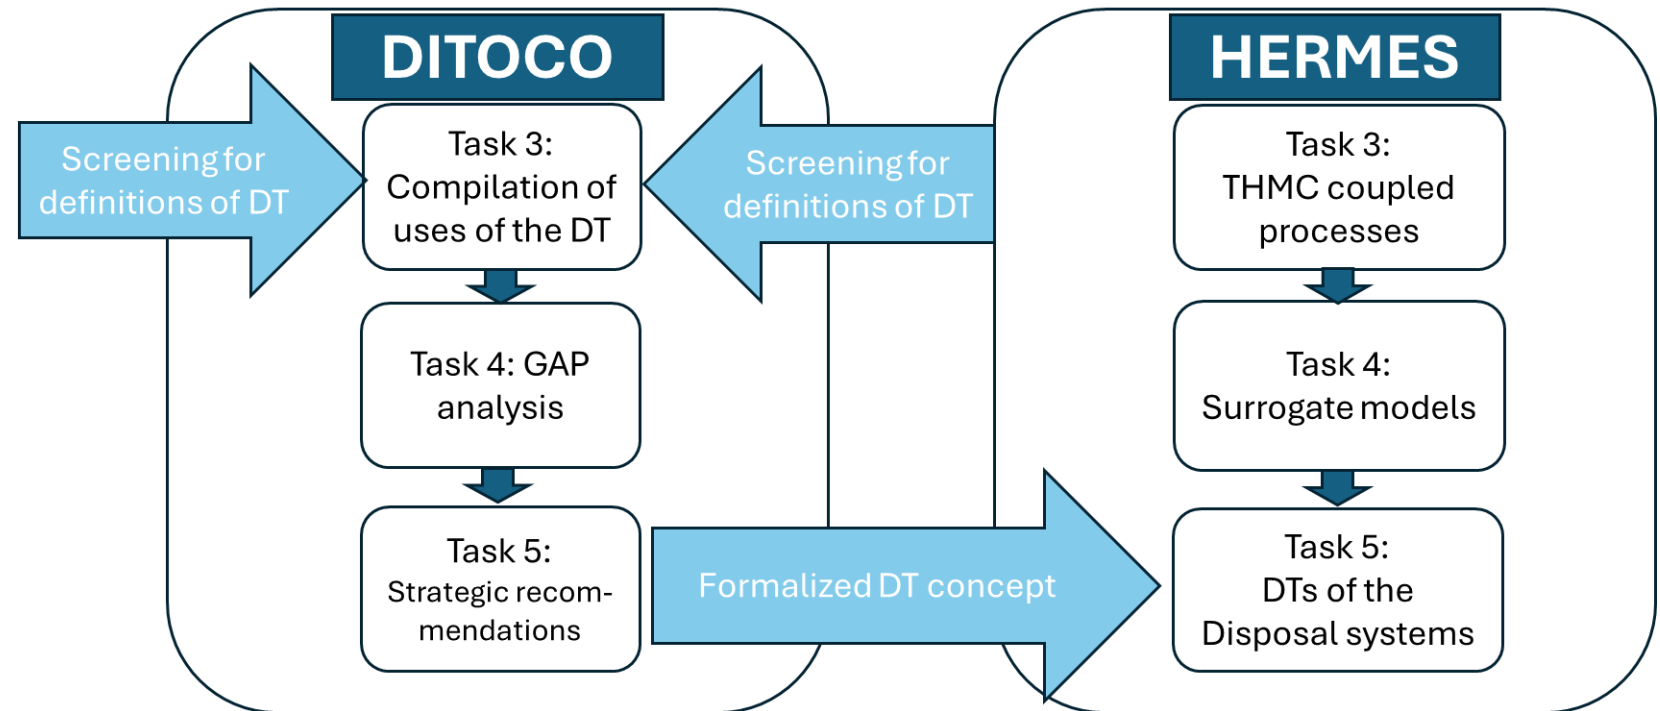 DITOCO
HERMES
Screening for
definitions of DT
Task 3:
Compilation of
uses of the DT
Screening for
definitions of DT
Task 3:
THMC coupled
processes
Task 4: GAP
analysis
Task 4:
Surrogate models
Task 5:
Strategic recom-
mendations
Formalized DT concept
Task 5:
DTs of the
Disposal systems